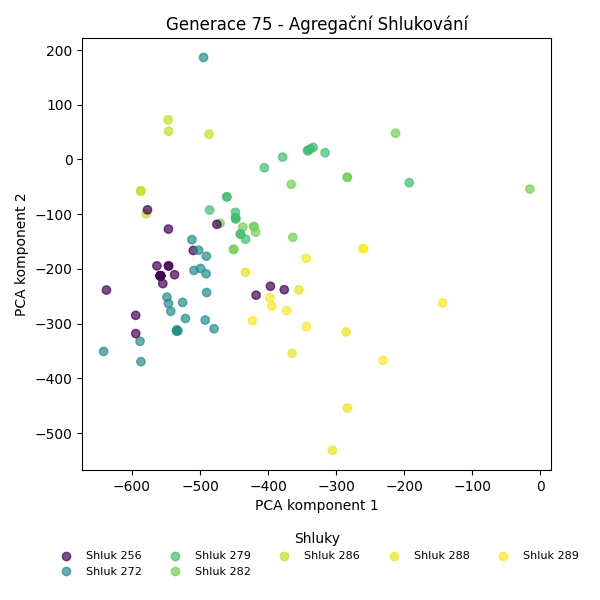 Generace 75 - Agregační Shlukování
200
100
0
−100
−200
−300
−400
−500
PCA komponent 2
−600 −500 −400 −300 −200 −100 0
PCA komponent 1
Shluky
Shluk 256 Shluk 279 Shluk 286 Shluk 288 Shluk 289
Shluk 272 Shluk 282